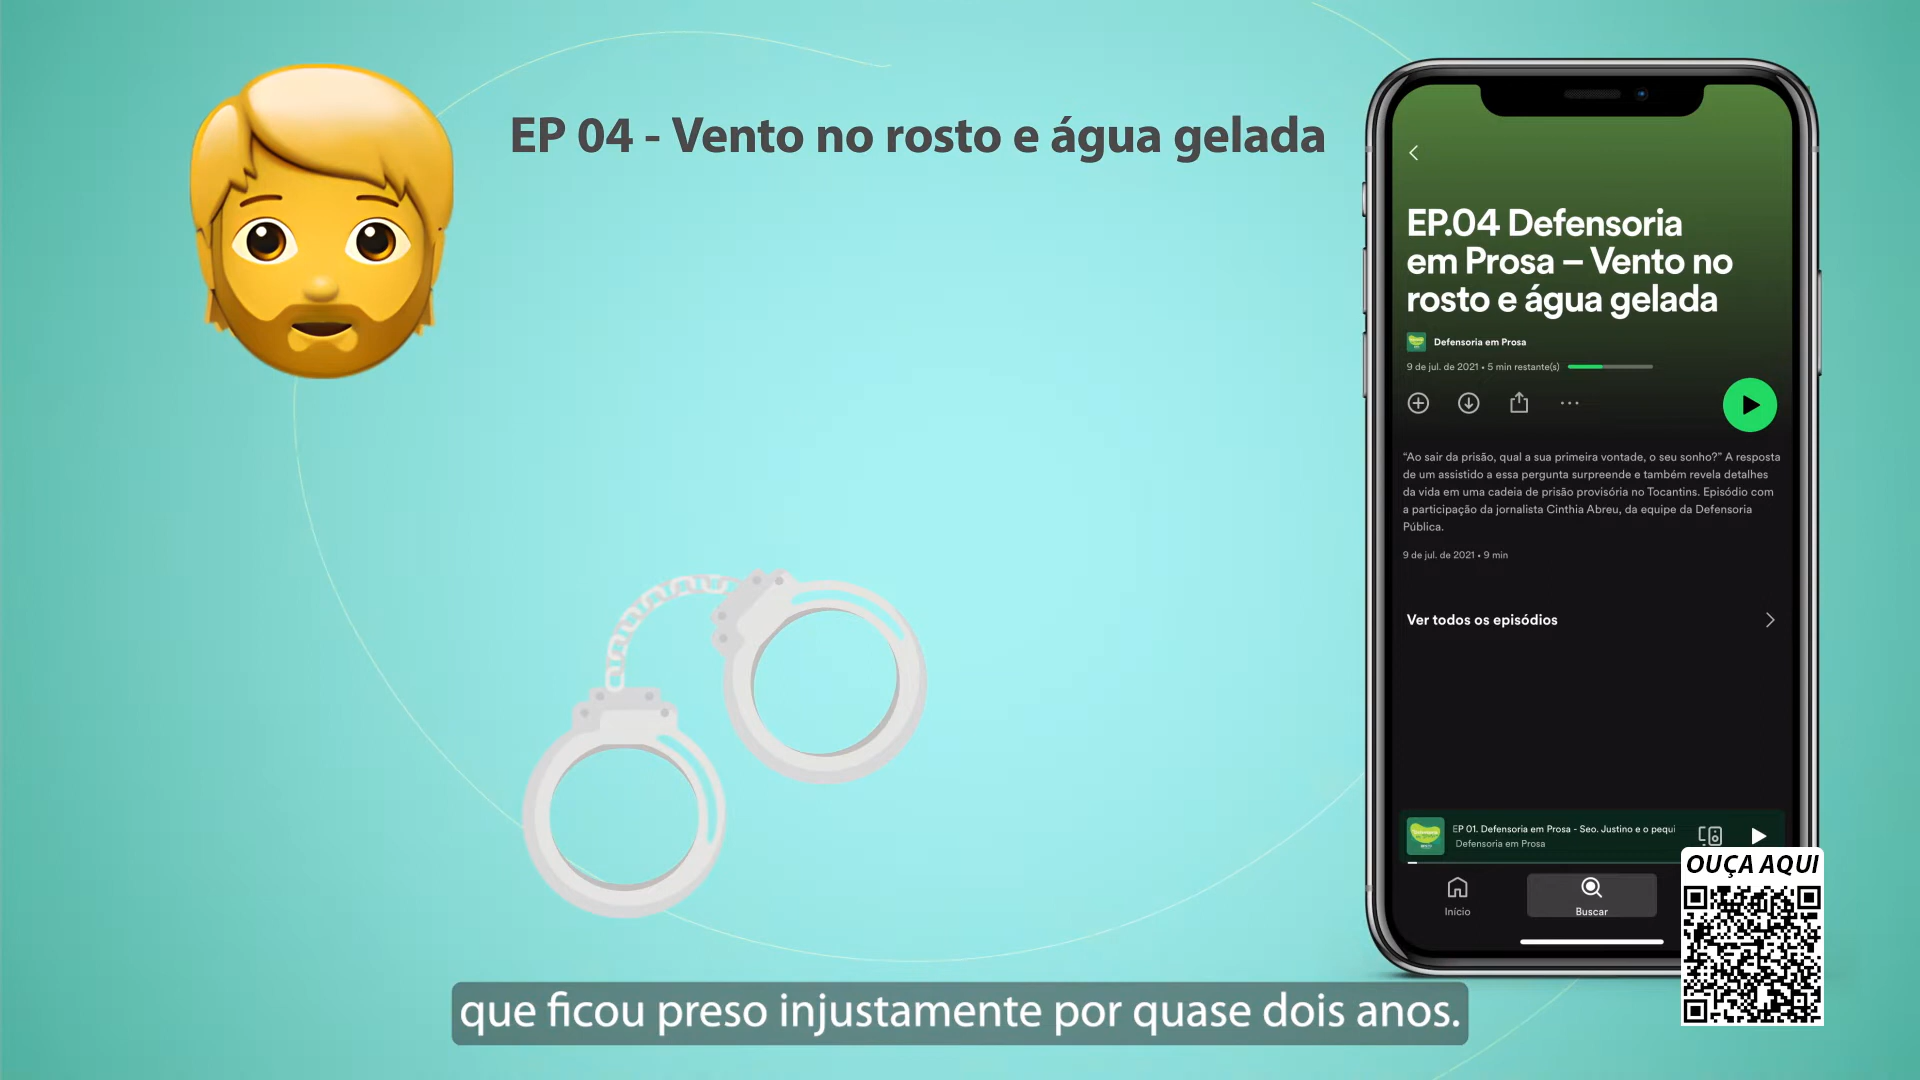 EP 04 - Vento no rosto e água gelada
EP.04 Defensoria
em Prosa – Vento no
rosto e água gelada
Defensoria em Prosa
9 de jul. de 2021 • 5 min restante(s)
“Ao sair da prisão, qual a sua primeira vontade, o seu sonho?” A resposta
de um assistido a essa pergunta surpreende e também revela detalhes
da vida em uma cadeia de prisão provisória no Tocantins. Episódio com
a participação da jornalista Cinthia Abreu, da equipe da Defensoria
Pública.
9 de jul. de 2021 • 9 min
Ver todos os episódios
EP 01. Defensoria em Prosa - Seo. Justino e o pequi
Defensoria em Prosa
OUÇA AQUI
Início
Buscar
que ficou preso injustamente por quase dois anos.